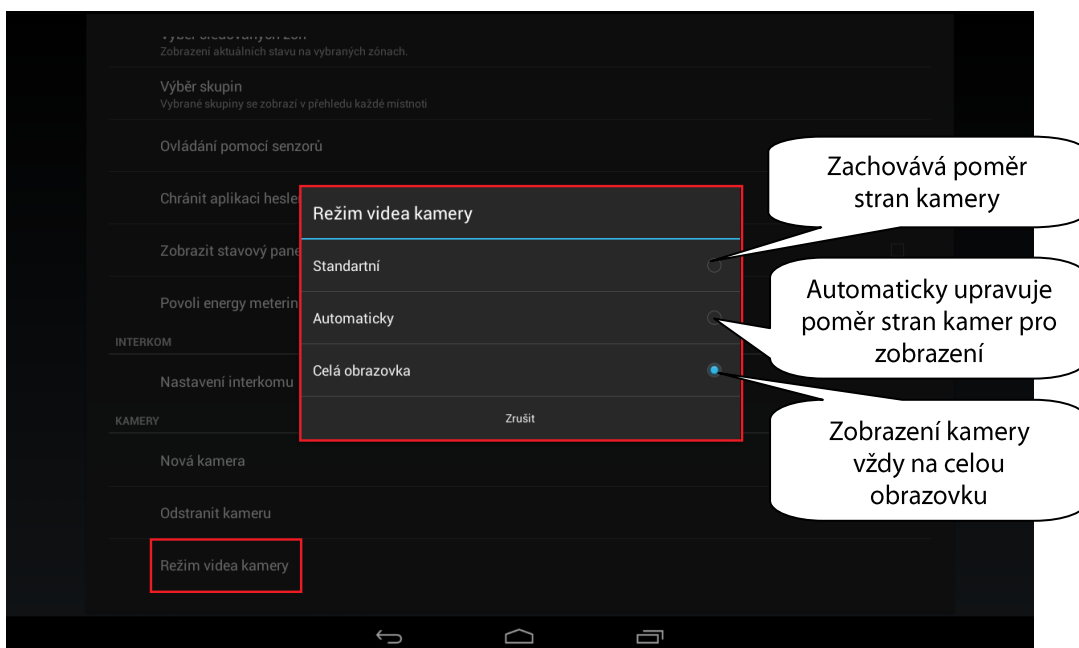 Zobrazení aktuálních stavu na vybraných zónách.
Výběr skupin
Vybrané skupiny se zobrazí v přehledu každé místnoti
Ovládání pomocí senzorů
Chránit aplikaci hesle
Zobrazit stavový pane
Povoli energy meterin
INTERKOM
Nastavení interkomu
KAMERY
Nová kamera
Odstranit kameru
Režim videa kamery
Režim videa kamery
Standartní
Automaticky
Celá obrazovka
Zrušit
Zachovává poměr
stran kamery
Automaticky upravuje
poměr stran kamer pro
zobrazení
Zobrazení kamery
vždy na celou
obrazovku